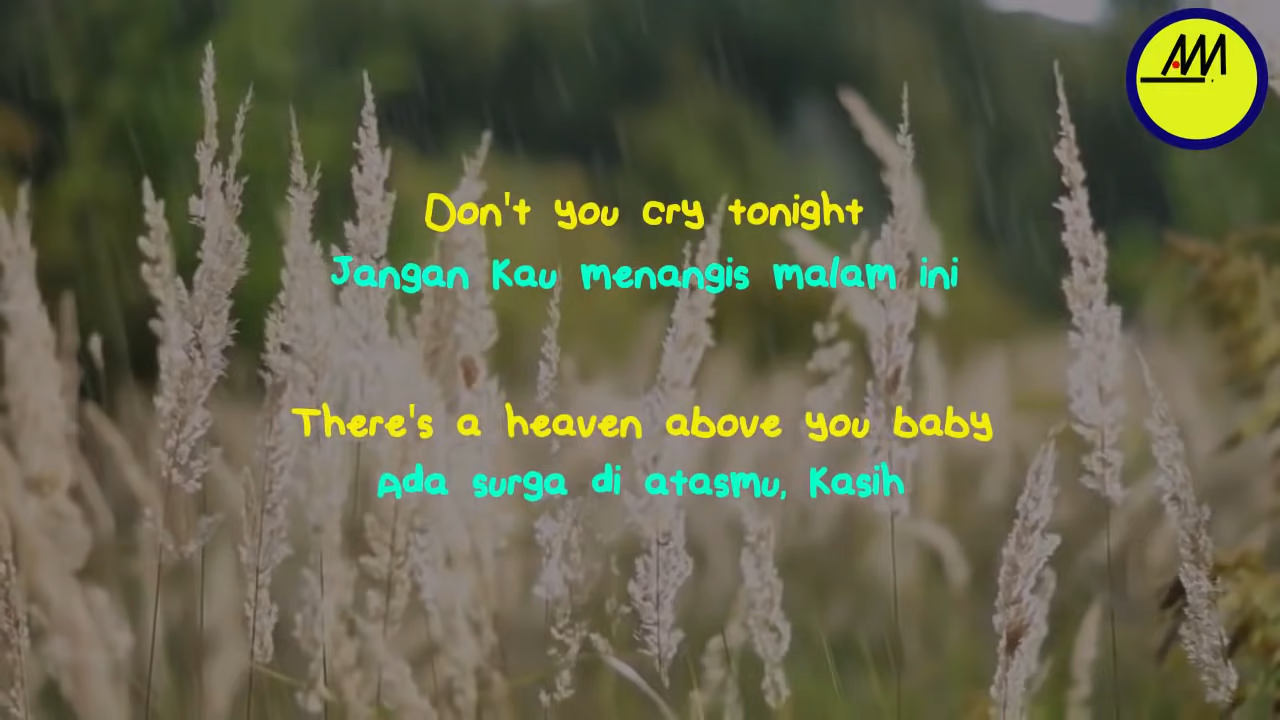 AM
Don't you cry tonight
Jangan Kau menangis malam ini
There's a heaven above you baby
Ada surga di atasmu, Kasih